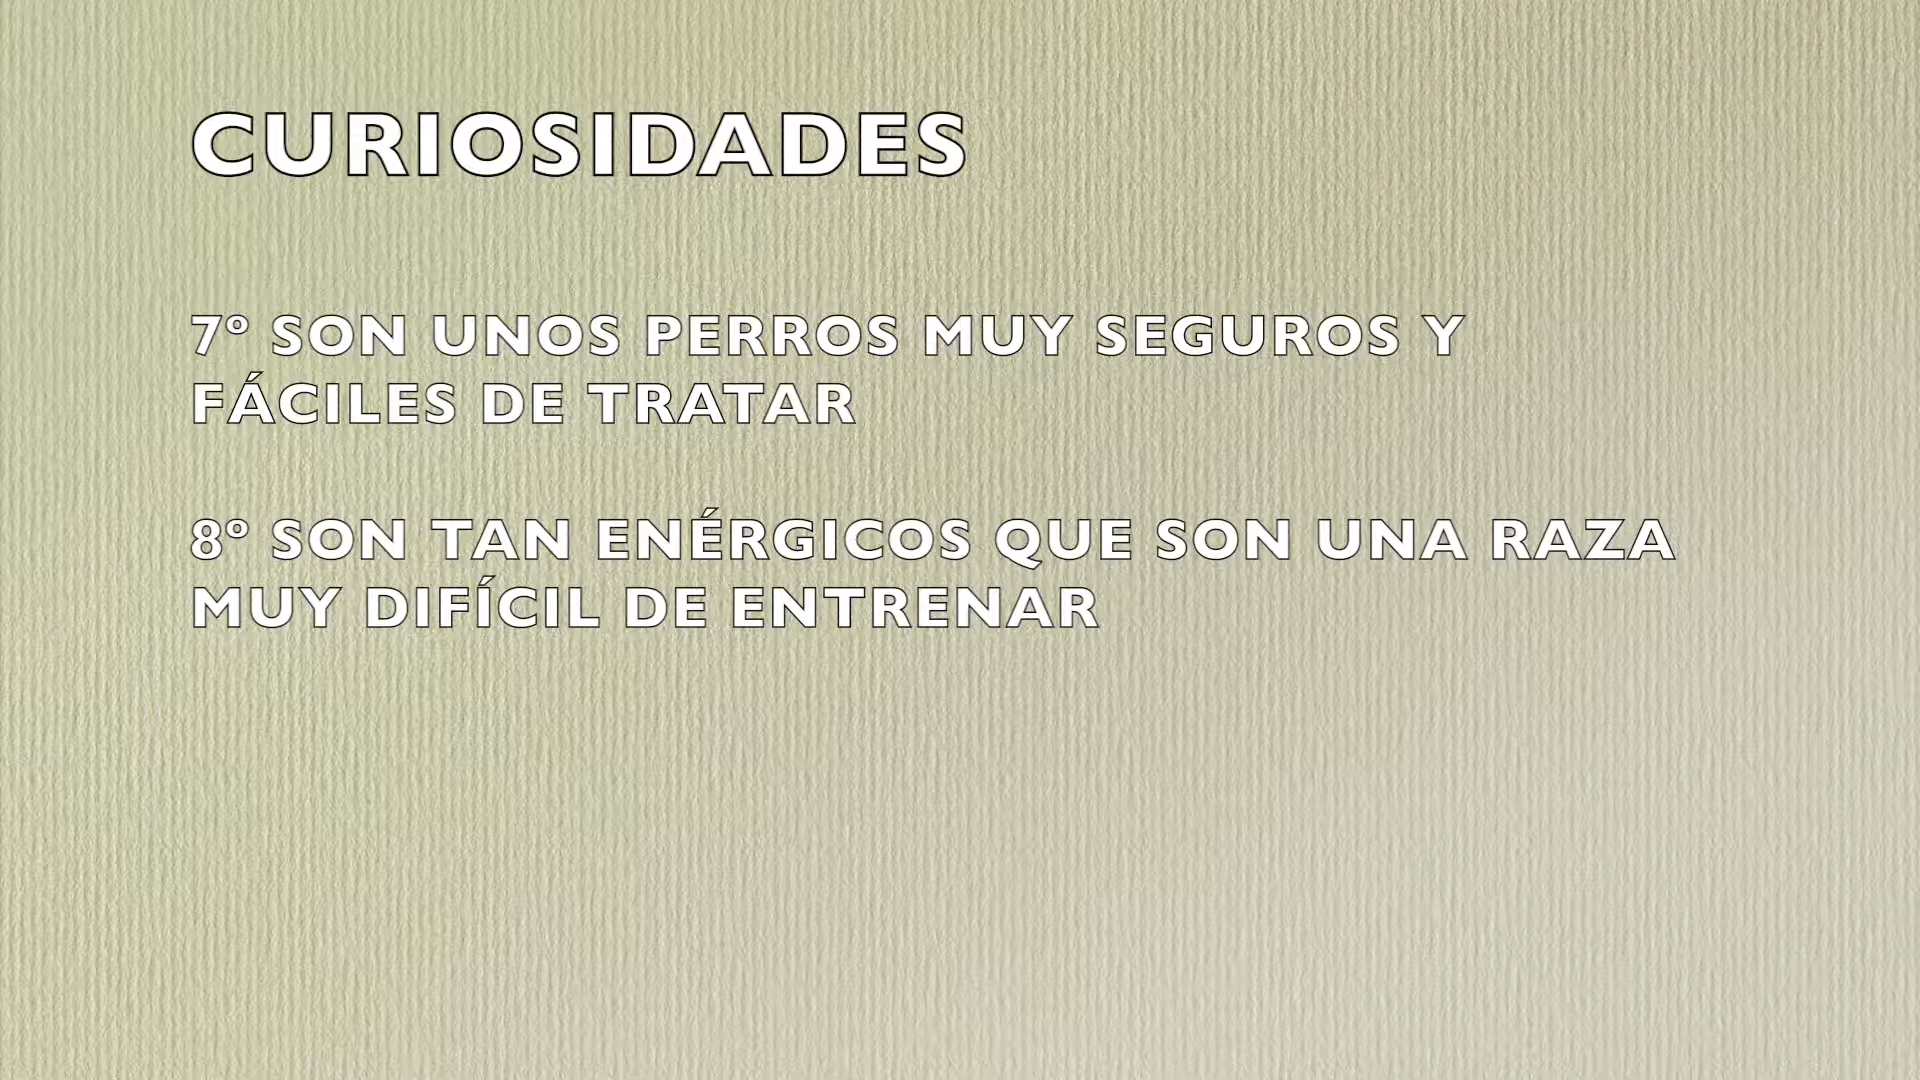 CURIOSIDADES
7º SON UNOS PERROS MUY SEGUROS Y
FÁCILES DE TRATAR
8º SON TAN ENÉRGICOS QUE SON UNA RAZA
MUY DIFÍCIL DE ENTRENAR